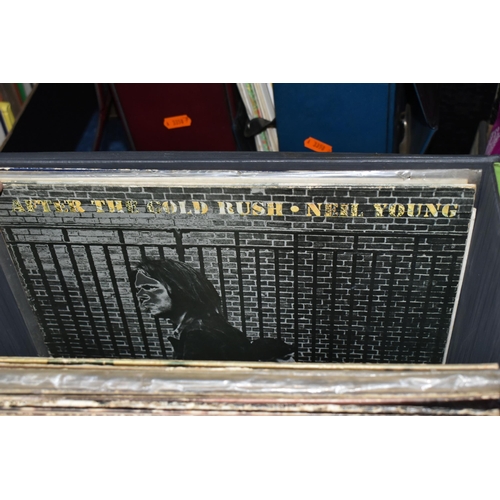 AFTER THE GOLD RUSH • NEIL YOUNG